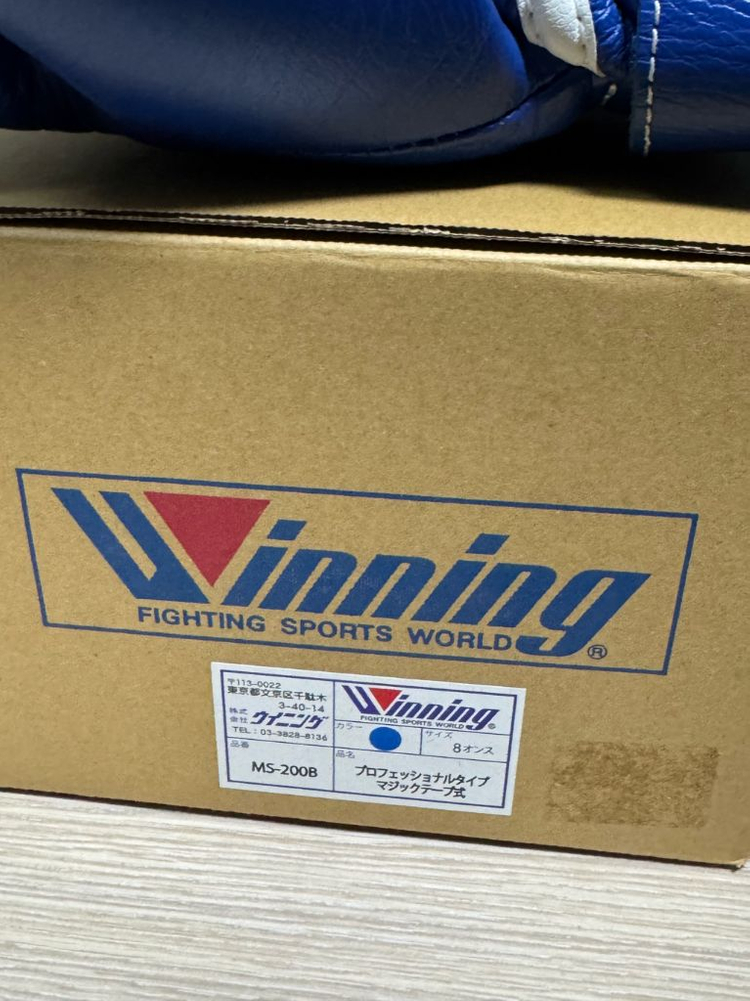 Winning
FIGHTING SPORTS WORLD®
〒113-0022
東京都文京区千駄木
3-40-14
株式会社 ウイニング
TEL:03-3828-8136
Winning
FIGHTING SPORTS WORLD
カラー
サイズ
8オンス
品番
MS-200B
品名
プロフェッショナルタイプ
マジックテープ式